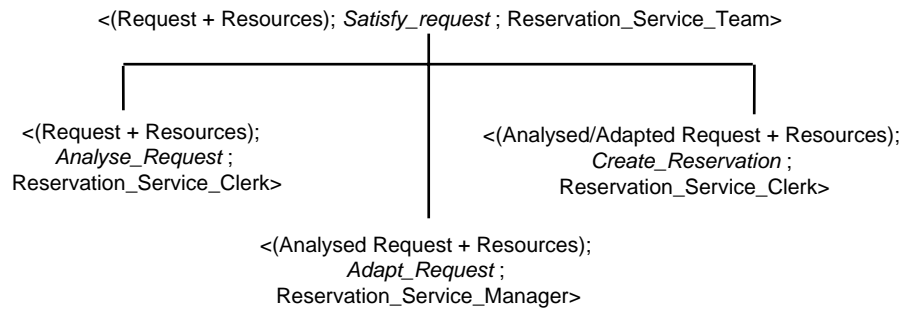 <(Request + Resources); Satisfy_request ; Reservation_Service_Team>
<(Request + Resources);
Analyse_Request ;
Reservation_Service_Clerk>
<(Analysed/Adapted Request + Resources);
Create_Reservation ;
Reservation_Service_Clerk>
<(Analysed Request + Resources);
Adapt_Request ;
Reservation_Service_Manager>